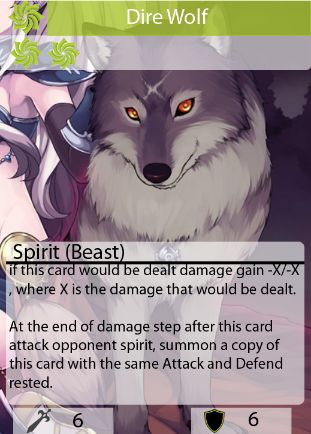 Dire Wolf
Spirit (Beast)
if this card would be dealt damage gain -X/-X
, where X is the damage that would be dealt.
At the end of damage step after this card
attack opponent spirit, summon a copy of
this card with the same Attack and Defend
rested.
6
6